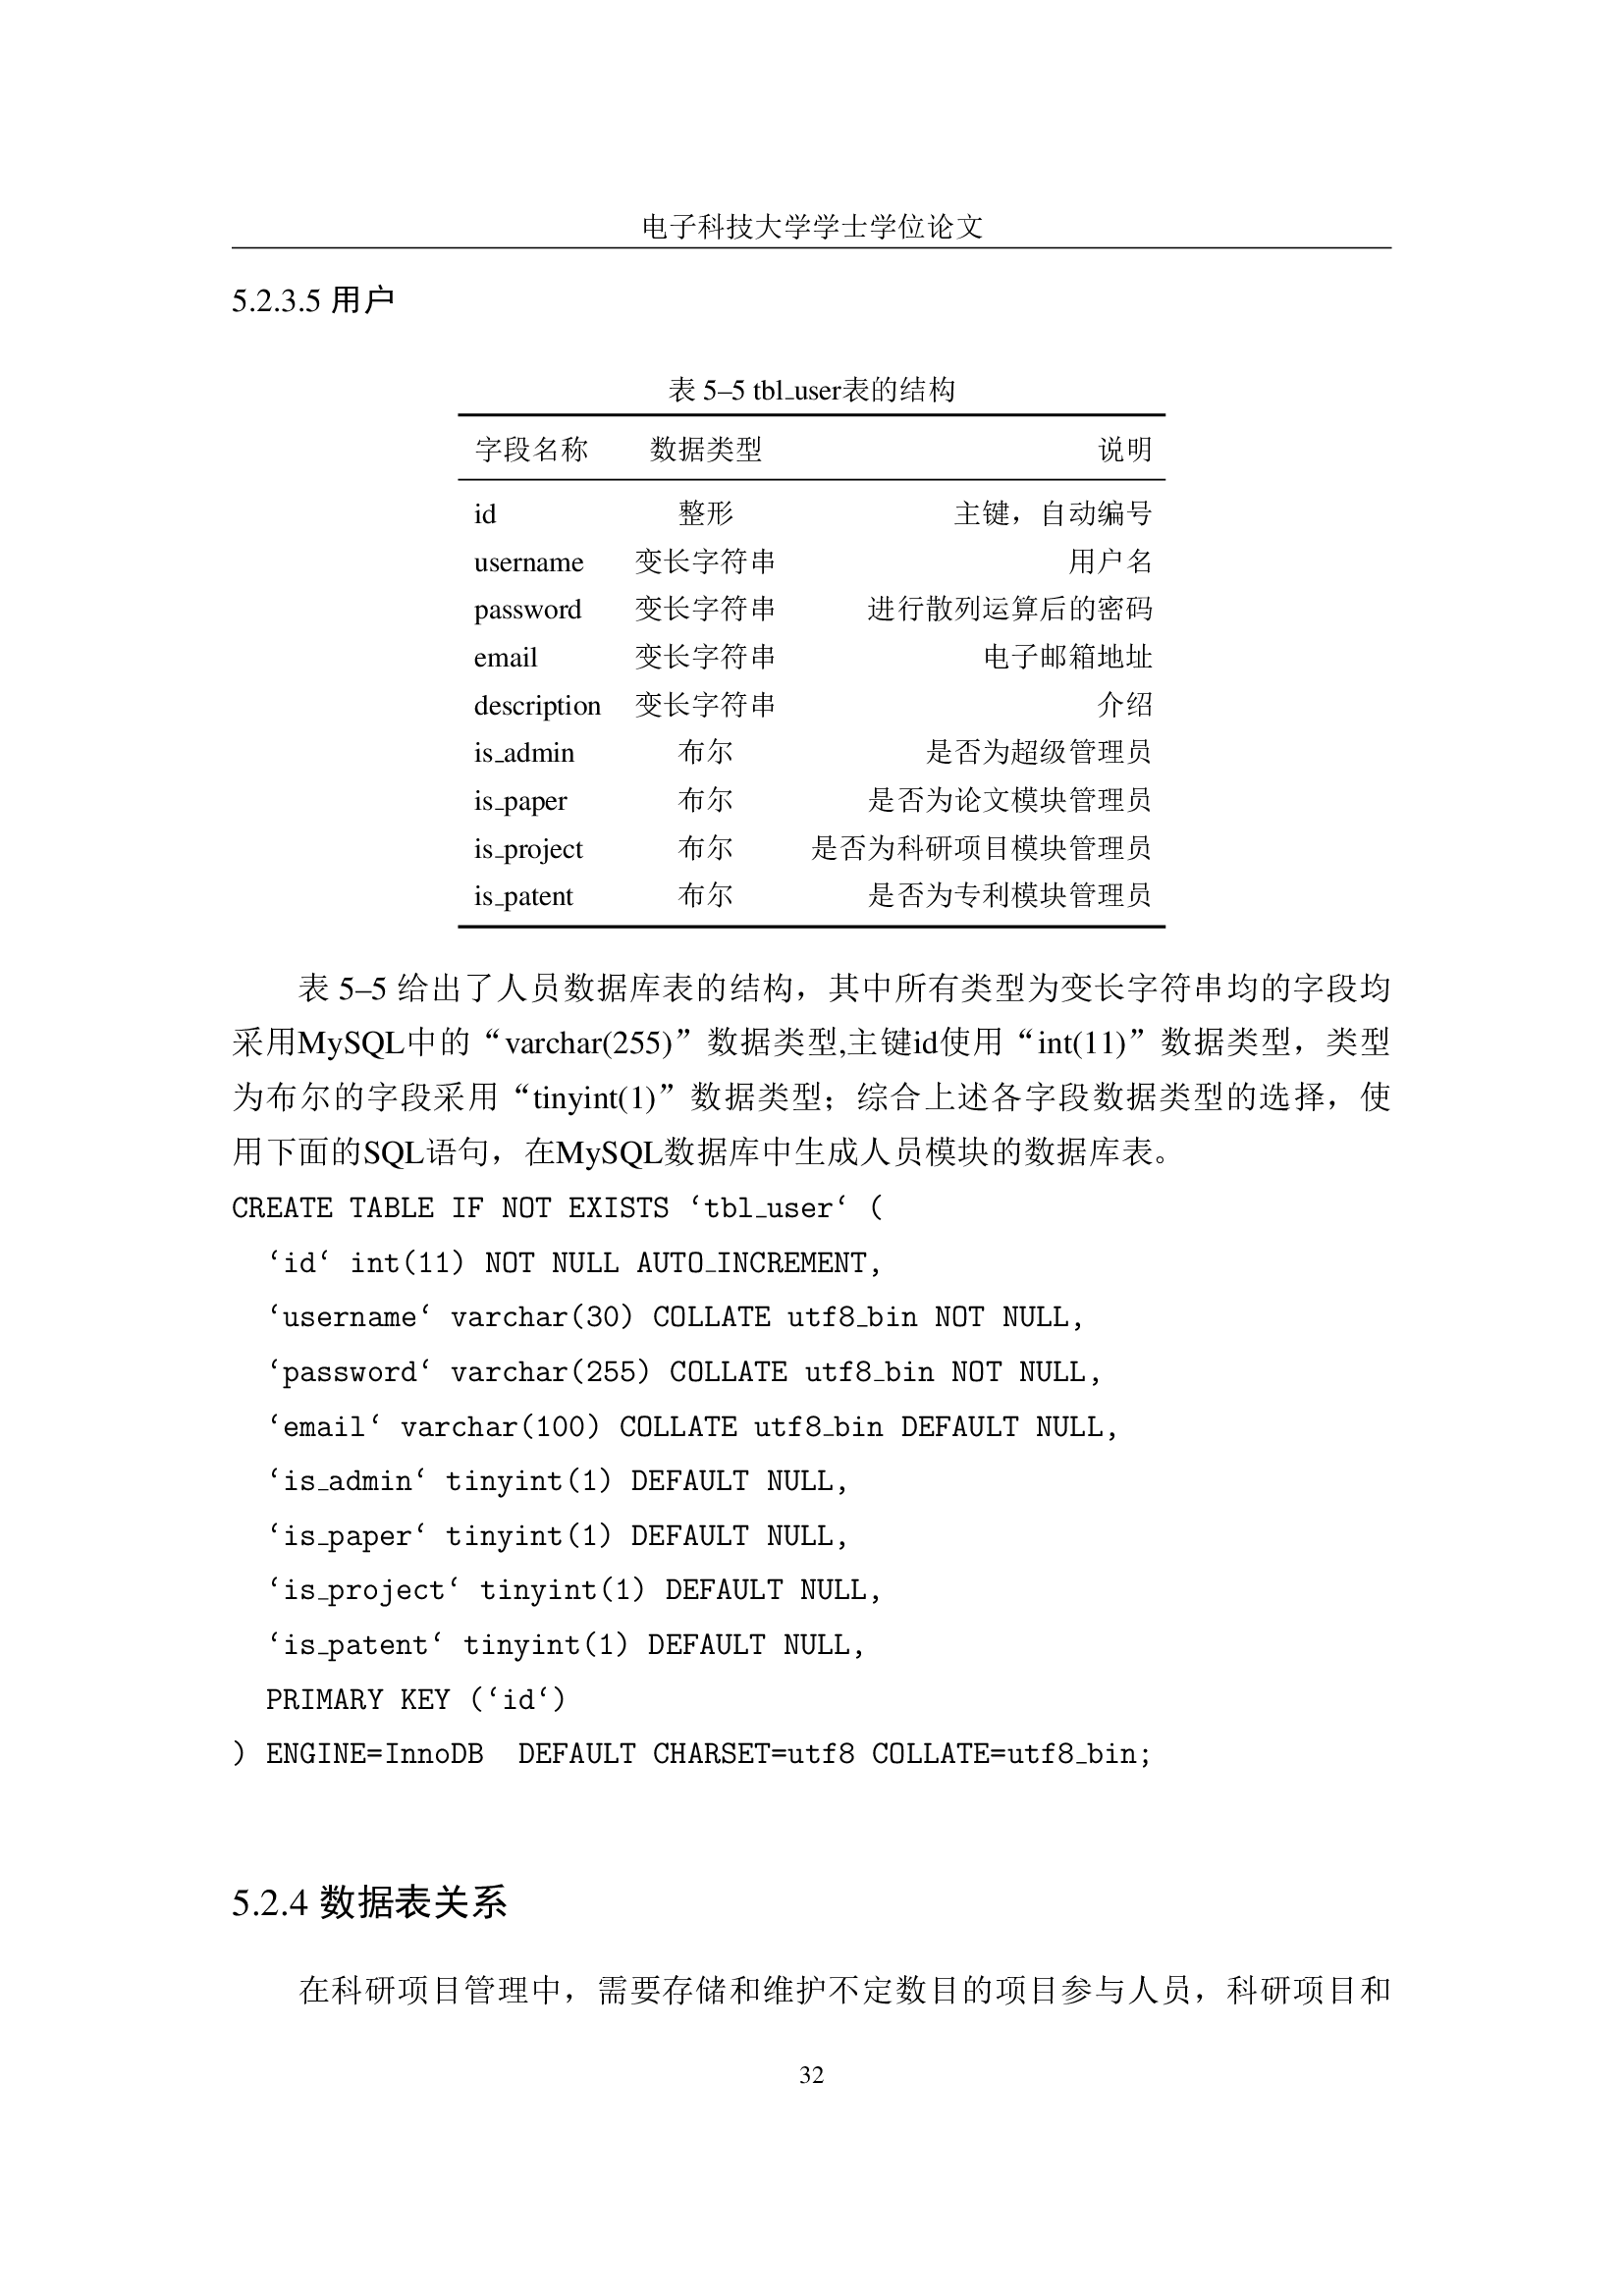 电子科技大学学士学位论文
5.2.3.5 用户
表 5–5 tbl_user表的结构
字段名称 数据类型 说明
id 整形 主键，自动编号
username 变长字符串 用户名
password 变长字符串 进行散列运算后的密码
email 变长字符串 电子邮箱地址
description 变长字符串 介绍
is_admin 布尔 是否为超级管理员
is_paper 布尔 是否为论文模块管理员
is_project 布尔 是否为科研项目模块管理员
is_patent 布尔 是否为专利模块管理员
表 5–5 给出了人员数据库表的结构，其中所有类型为变长字符串均的字段均
采用MySQL中的“varchar(255)”数据类型,主键id使用“int(11)”数据类型，类型
为布尔的字段采用“tinyint(1)”数据类型；综合上述各字段数据类型的选择，使
用下面的SQL语句，在MySQL数据库中生成人员模块的数据库表。
CREATE TABLE IF NOT EXISTS ‘tbl_user‘ (
‘id‘ int(11) NOT NULL AUTO_INCREMENT,
‘username‘ varchar(30) COLLATE utf8_bin NOT NULL,
‘password‘ varchar(255) COLLATE utf8_bin NOT NULL,
‘email‘ varchar(100) COLLATE utf8_bin DEFAULT NULL,
‘is_admin‘ tinyint(1) DEFAULT NULL,
‘is_paper‘ tinyint(1) DEFAULT NULL,
‘is_project‘ tinyint(1) DEFAULT NULL,
‘is_patent‘ tinyint(1) DEFAULT NULL,
PRIMARY KEY (‘id‘)
) ENGINE=InnoDB  DEFAULT CHARSET=utf8 COLLATE=utf8_bin;
5.2.4 数据表关系
在科研项目管理中，需要存储和维护不定数目的项目参与人员，科研项目和
32